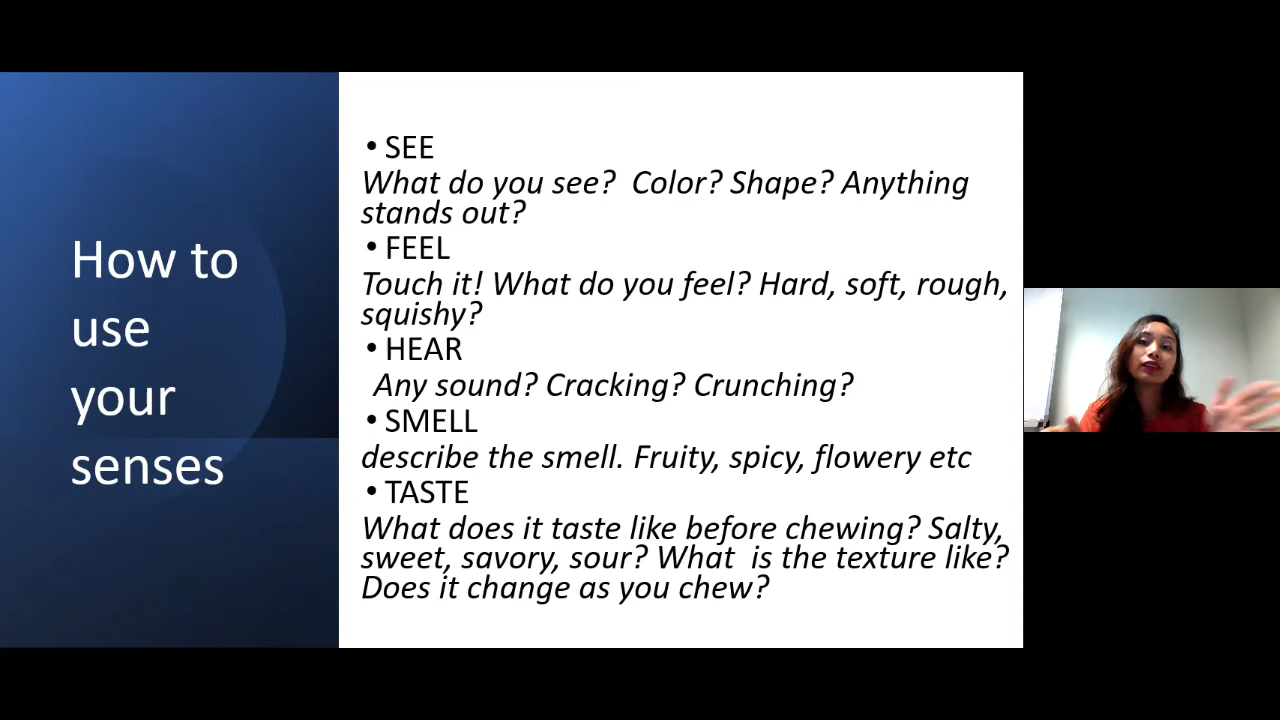 How to
use
your
senses
• SEE
What do you see?  Color? Shape? Anything
stands out?
• FEEL
Touch it! What do you feel? Hard, soft, rough,
squishy?
• HEAR
Any sound? Cracking? Crunching?
• SMELL
describe the smell. Fruity, spicy, flowery etc
• TASTE
What does it taste like before chewing? Salty,
sweet, savory, sour? What  is the texture like?
Does it change as you chew?